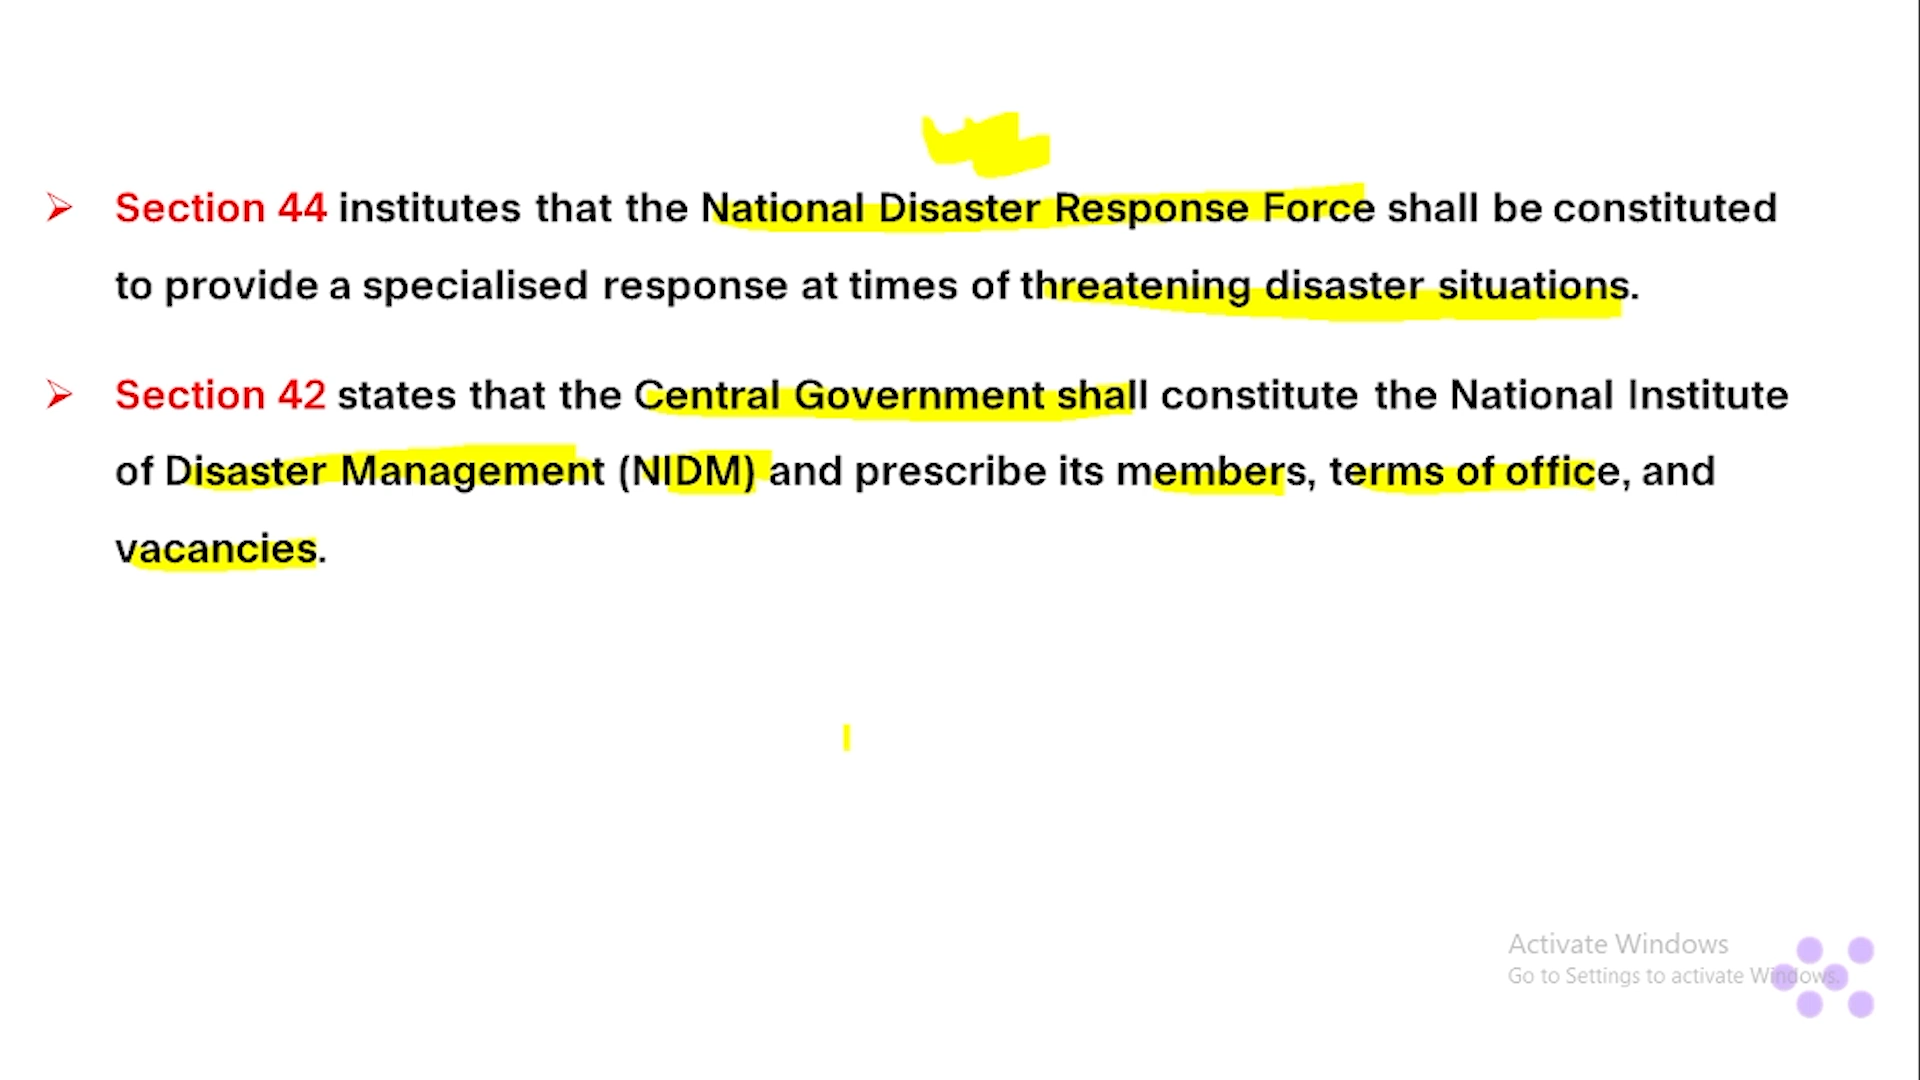 Section 44 institutes that the National Disaster Response Force shall be constituted
to provide a specialised response at times of threatening disaster situations.
Section 42 states that the Central Government shall constitute the National Institute
of Disaster Management (NIDM) and prescribe its members, terms of office, and
vacancies.
Activate Windows
Go to Settings to activate Windows.